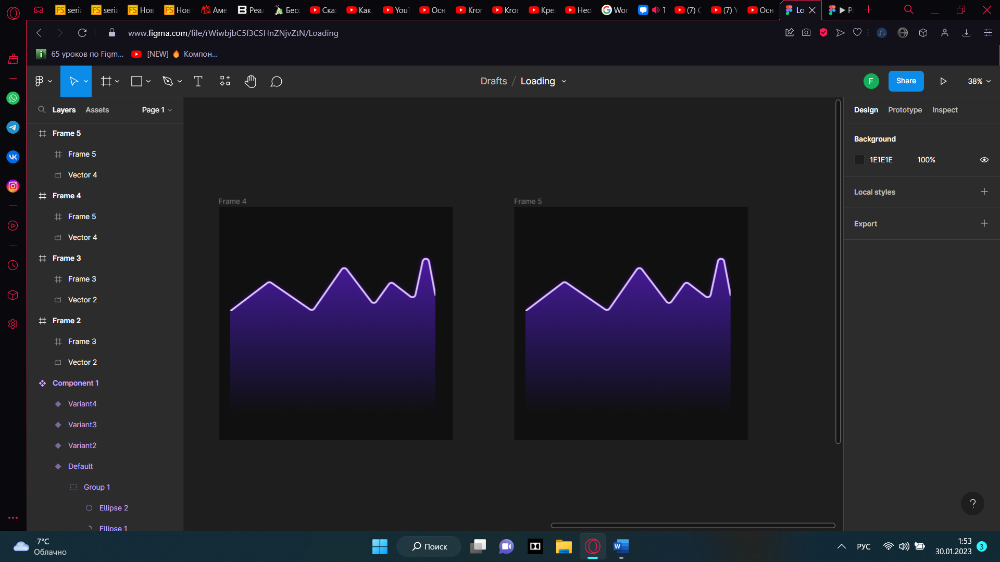 seria
seria
Нов
Нов
Аме
Реа
Бесс
Ска
Как
YouT
Осн
Kron
Kron
Кре
Нео
Wor
1
(7)
(7)
Осн
Lo
www.figma.com/file/rWiwbjbC5f3CSHnZNjvZtN/Loading
65 уроков по Figm...
[NEW] 🔥 Компон...
Drafts / Loading
F
Share
38%
Layers
Assets
Page 1
Design
Prototype
Inspect
Frame 5
Frame 5
Vector 4
Frame 4
Frame 5
Vector 4
Frame 3
Frame 3
Vector 2
Frame 2
Frame 3
Vector 2
Component 1
Variant4
Variant3
Variant2
Default
Group 1
Ellipse 2
Ellipse 1
Frame 4
Frame 5
Background
1E1E1E
100%
Local styles
Export
?
-7°C
Облачно
Поиск
РУС
1:53
30.01.2023
3